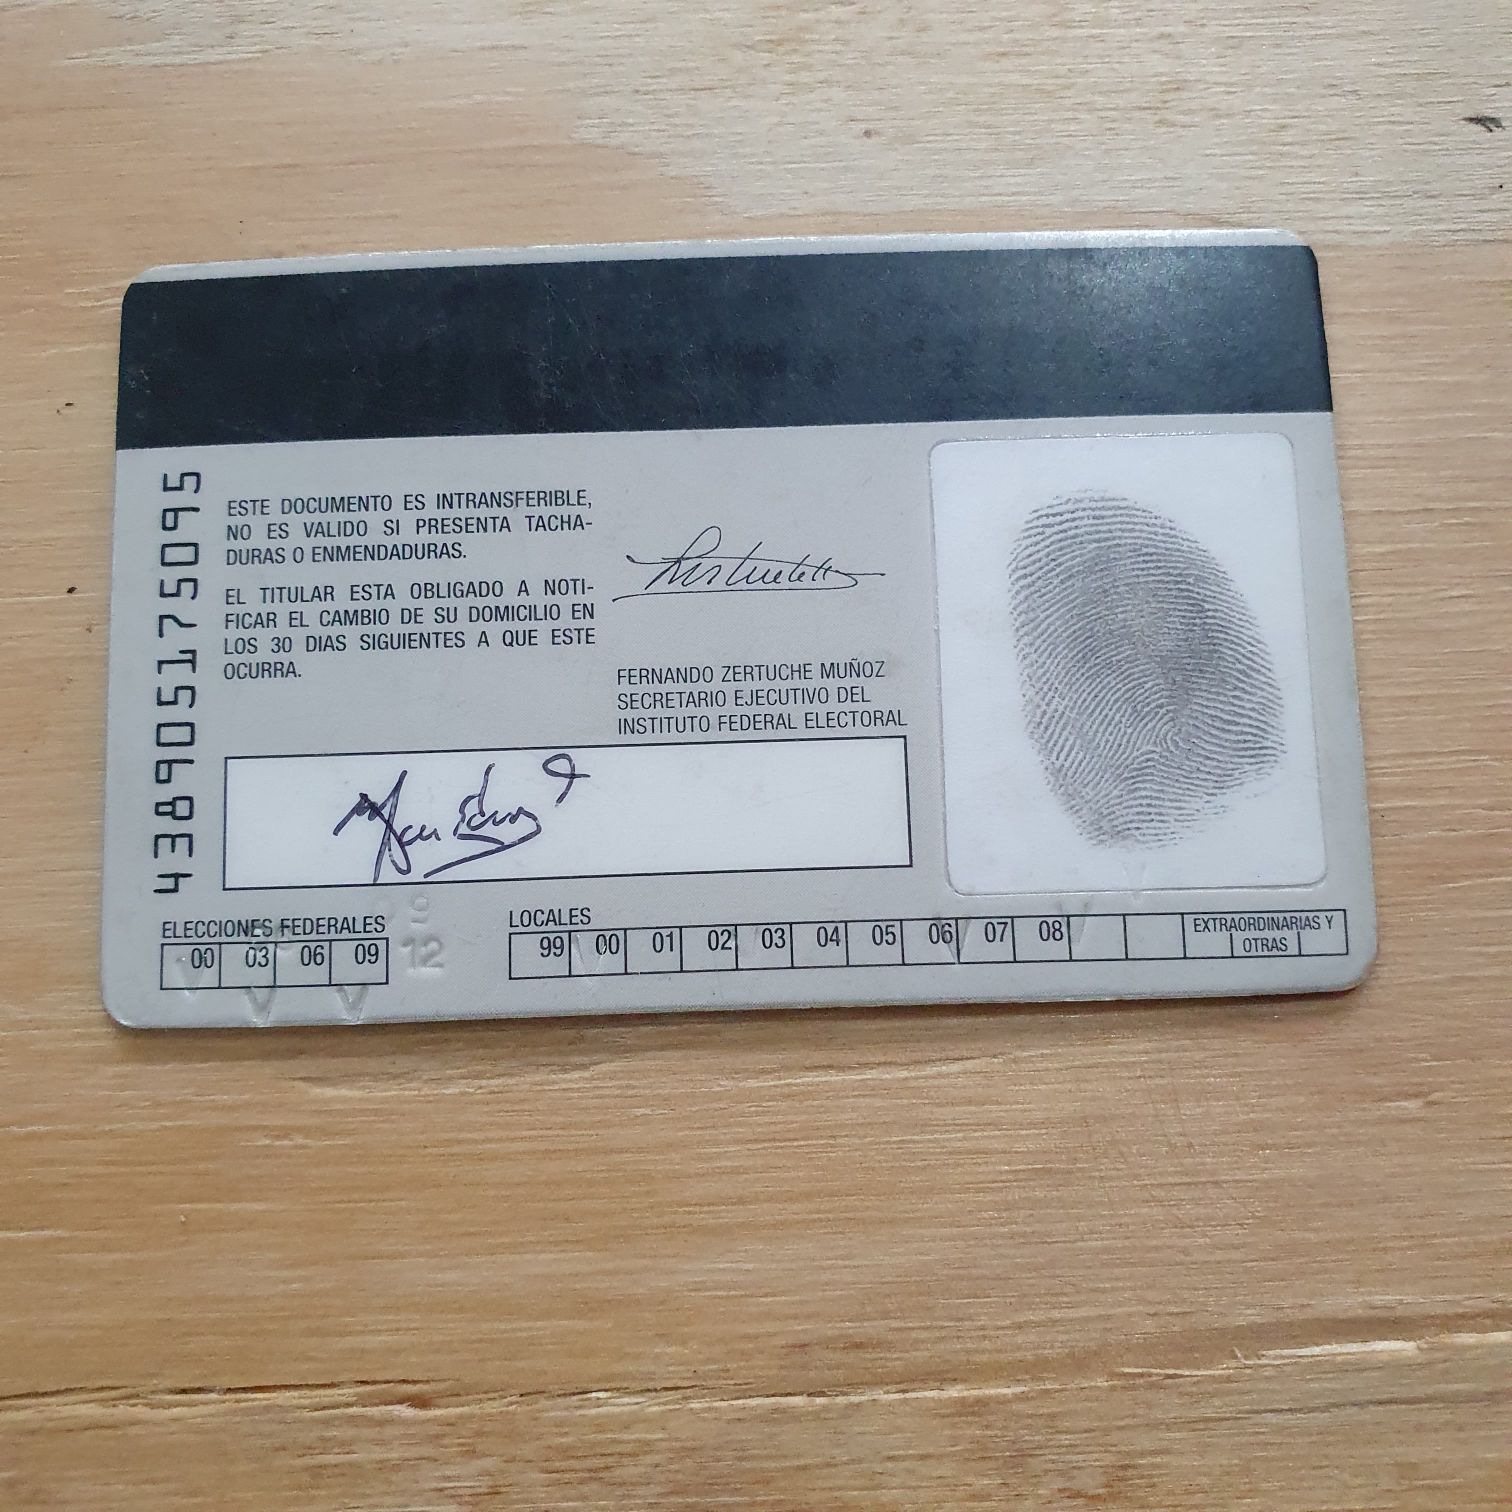 4389051775095
ESTE DOCUMENTO ES INTRANSFERIBLE,
NO ES VALIDO SI PRESENTA TACHA-
DURAS O ENMENDADURAS.
EL TITULAR ESTA OBLIGADO A NOTI-
FICAR EL CAMBIO DE SU DOMICILIO EN
LOS 30 DIAS SIGUIENTES A QUE ESTE
OCURRA.
FERNANDO ZERTUCHE MUÑOZ
SECRETARIO EJECUTIVO DEL
INSTITUTO FEDERAL ELECTORAL
ELECCIONES FEDERALES
00 03 06 09 12
LOCALES
99 00 01 02 03 04 05 06 07 08
EXTRAORDINARIAS Y
OTRAS